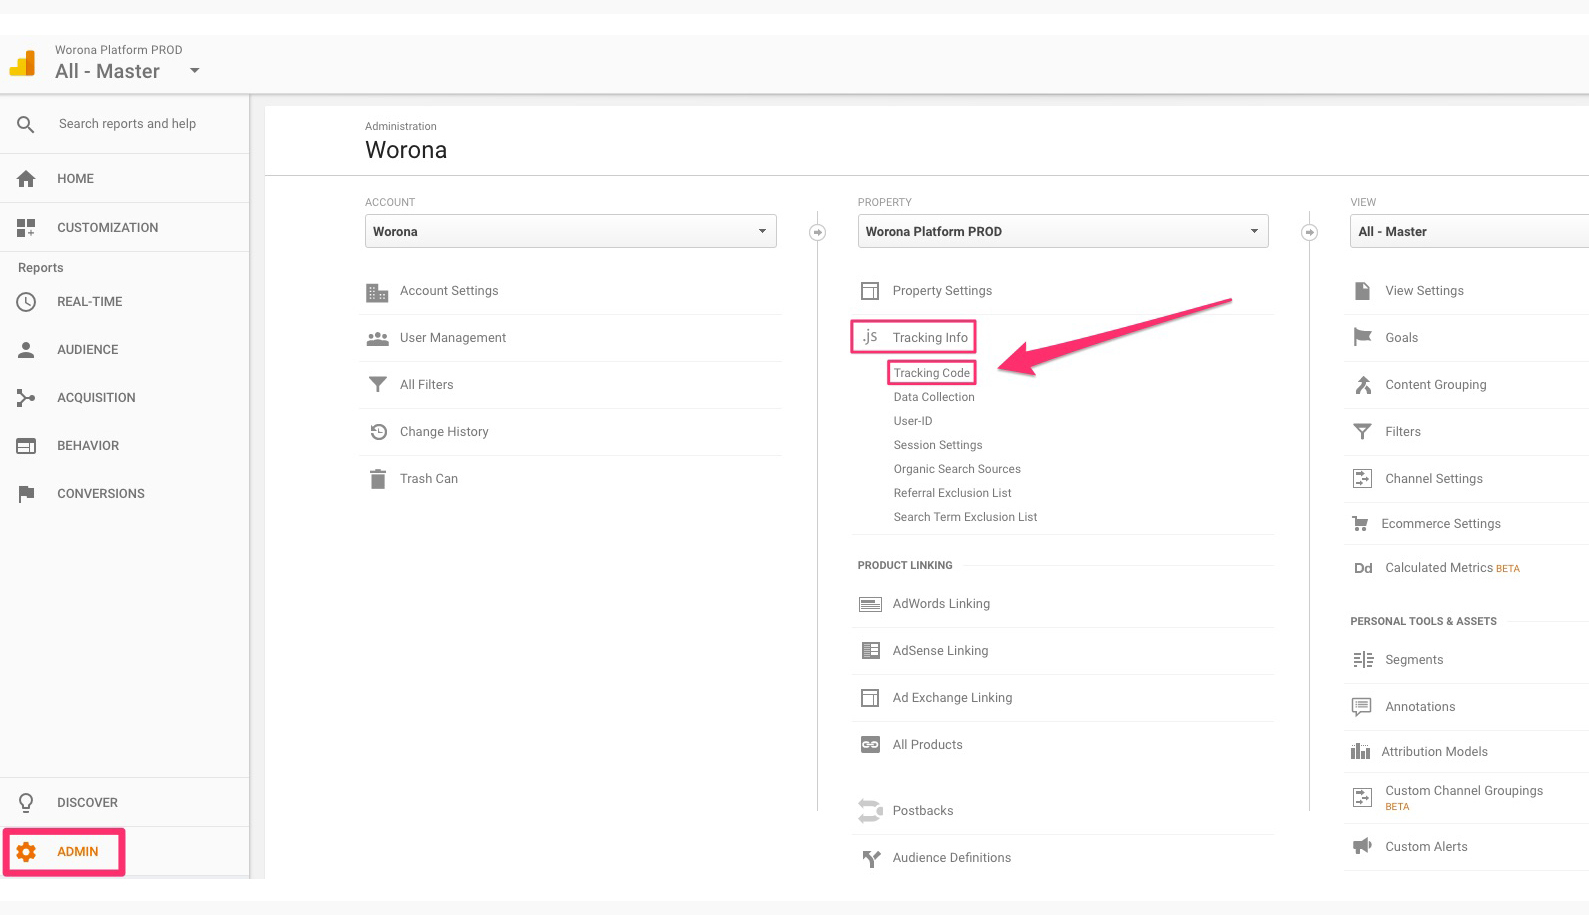 Worona Platform PROD
All - Master
Search reports and help
HOME
CUSTOMIZATION
Reports
REAL-TIME
AUDIENCE
ACQUISITION
BEHAVIOR
CONVERSIONS
DISCOVER
ADMIN
Administration
Worona
ACCOUNT
Worona
Account Settings
User Management
All Filters
Change History
Trash Can
PROPERTY
Worona Platform PROD
Property Settings
.js Tracking Info
Tracking Code
Data Collection
User-ID
Session Settings
Organic Search Sources
Referral Exclusion List
Search Term Exclusion List
PRODUCT LINKING
AdWords Linking
AdSense Linking
Ad Exchange Linking
All Products
Postbacks
Audience Definitions
VIEW
All - Master
View Settings
Goals
Content Grouping
Filters
Channel Settings
Ecommerce Settings
Dd Calculated Metrics BETA
PERSONAL TOOLS & ASSETS
Segments
Annotations
Attribution Models
Custom Channel Groupings
BETA
Custom Alerts